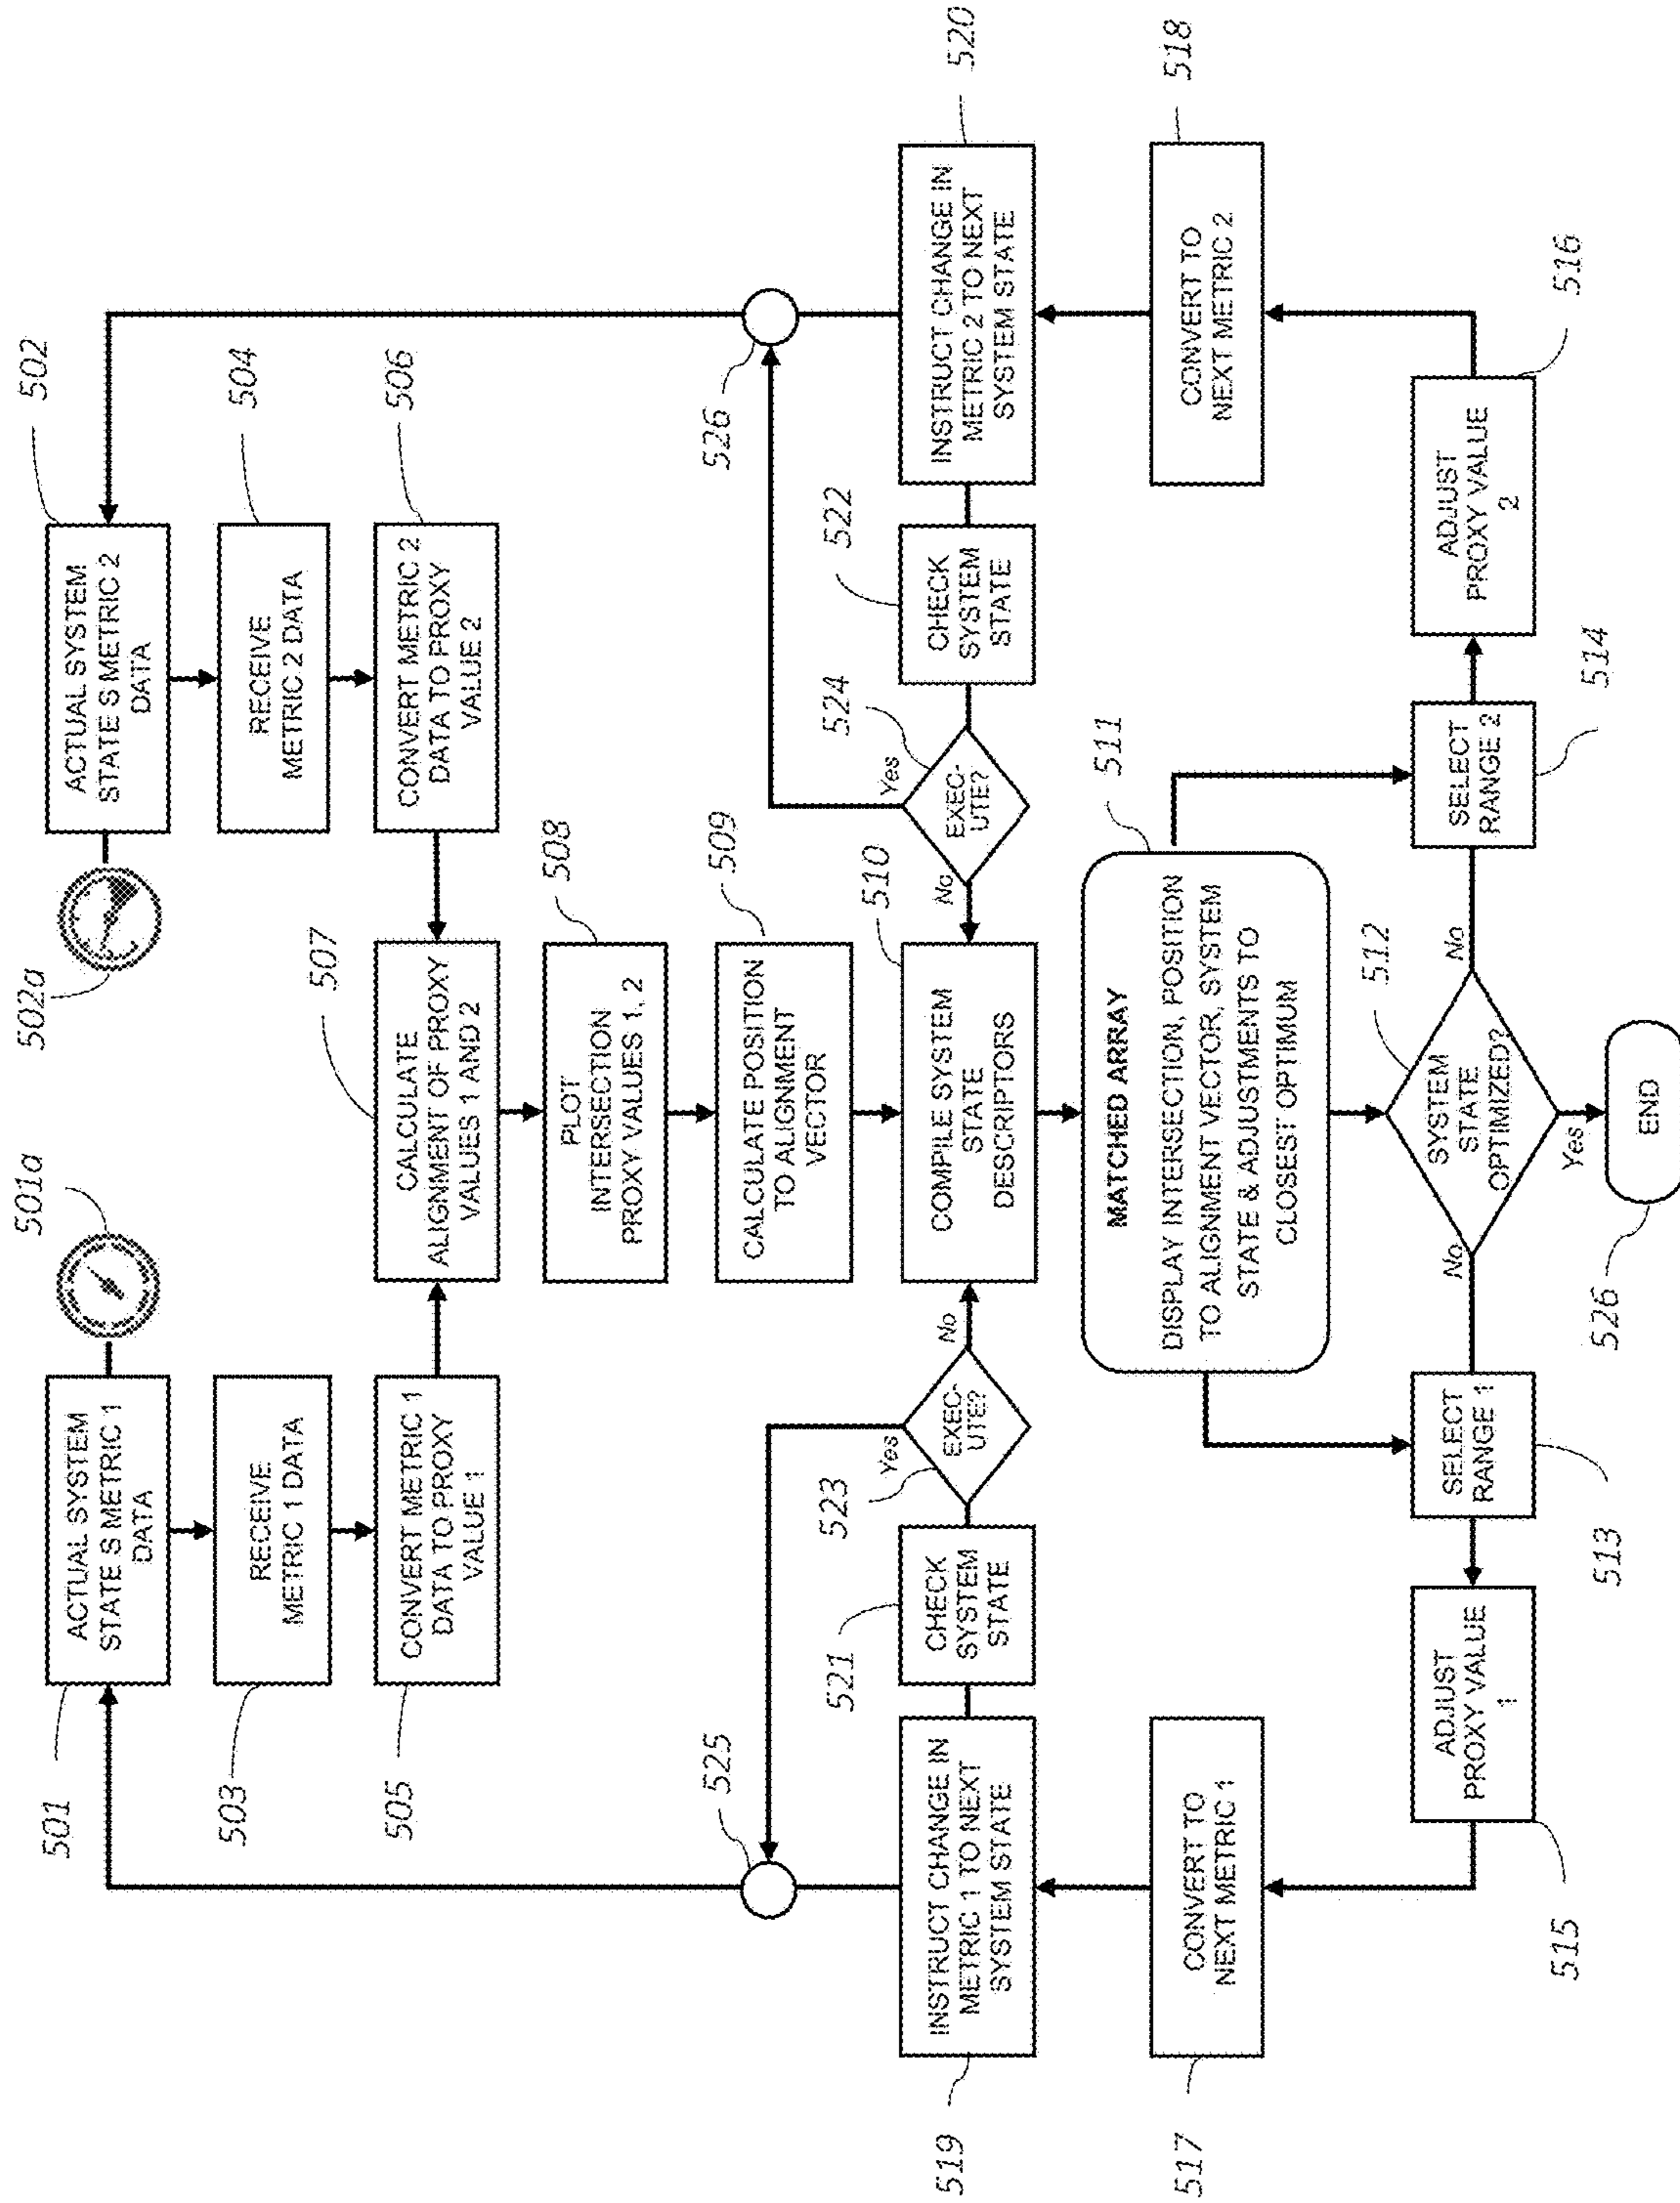 501a
502a
501
502
ACTUAL SYSTEM
STATE S METRIC 1
DATA
ACTUAL SYSTEM
STATE S METRIC 2
DATA
503
504
RECEIVE
METRIC 1 DATA
RECEIVE
METRIC 2 DATA
505
506
CONVERT METRIC 1
DATA TO PROXY
VALUE 1
CONVERT METRIC 2
DATA TO PROXY
VALUE 2
507
CALCULATE
ALIGNMENT OF PROXY
VALUES 1 AND 2
508
PLOT
INTERSECTION
PROXY VALUES 1, 2
509
CALCULATE POSITION
TO ALIGNMENT
VECTOR
525
526
519
INSTRUCT CHANGE IN
METRIC 1 TO NEXT
SYSTEM STATE
521
CHECK
SYSTEM
STATE
523
EXEC-
UTE?
Yes
No
510
COMPILE SYSTEM
STATE
DESCRIPTORS
524
EXEC-
UTE?
Yes
No
522
CHECK
SYSTEM
STATE
520
INSTRUCT CHANGE IN
METRIC 2 TO NEXT
SYSTEM STATE
517
CONVERT TO
NEXT METRIC 1
511
MATCHED ARRAY
DISPLAY INTERSECTION, POSITION
TO ALIGNMENT VECTOR, SYSTEM
STATE & ADJUSTMENTS TO
CLOSEST OPTIMUM
518
CONVERT TO
NEXT METRIC 2
515
ADJUST
PROXY VALUE
1
513
SELECT
RANGE 1
No
512
SYSTEM
STATE
OPTIMIZED?
No
Yes
514
SELECT
RANGE 2
516
ADJUST
PROXY VALUE
2
526
END